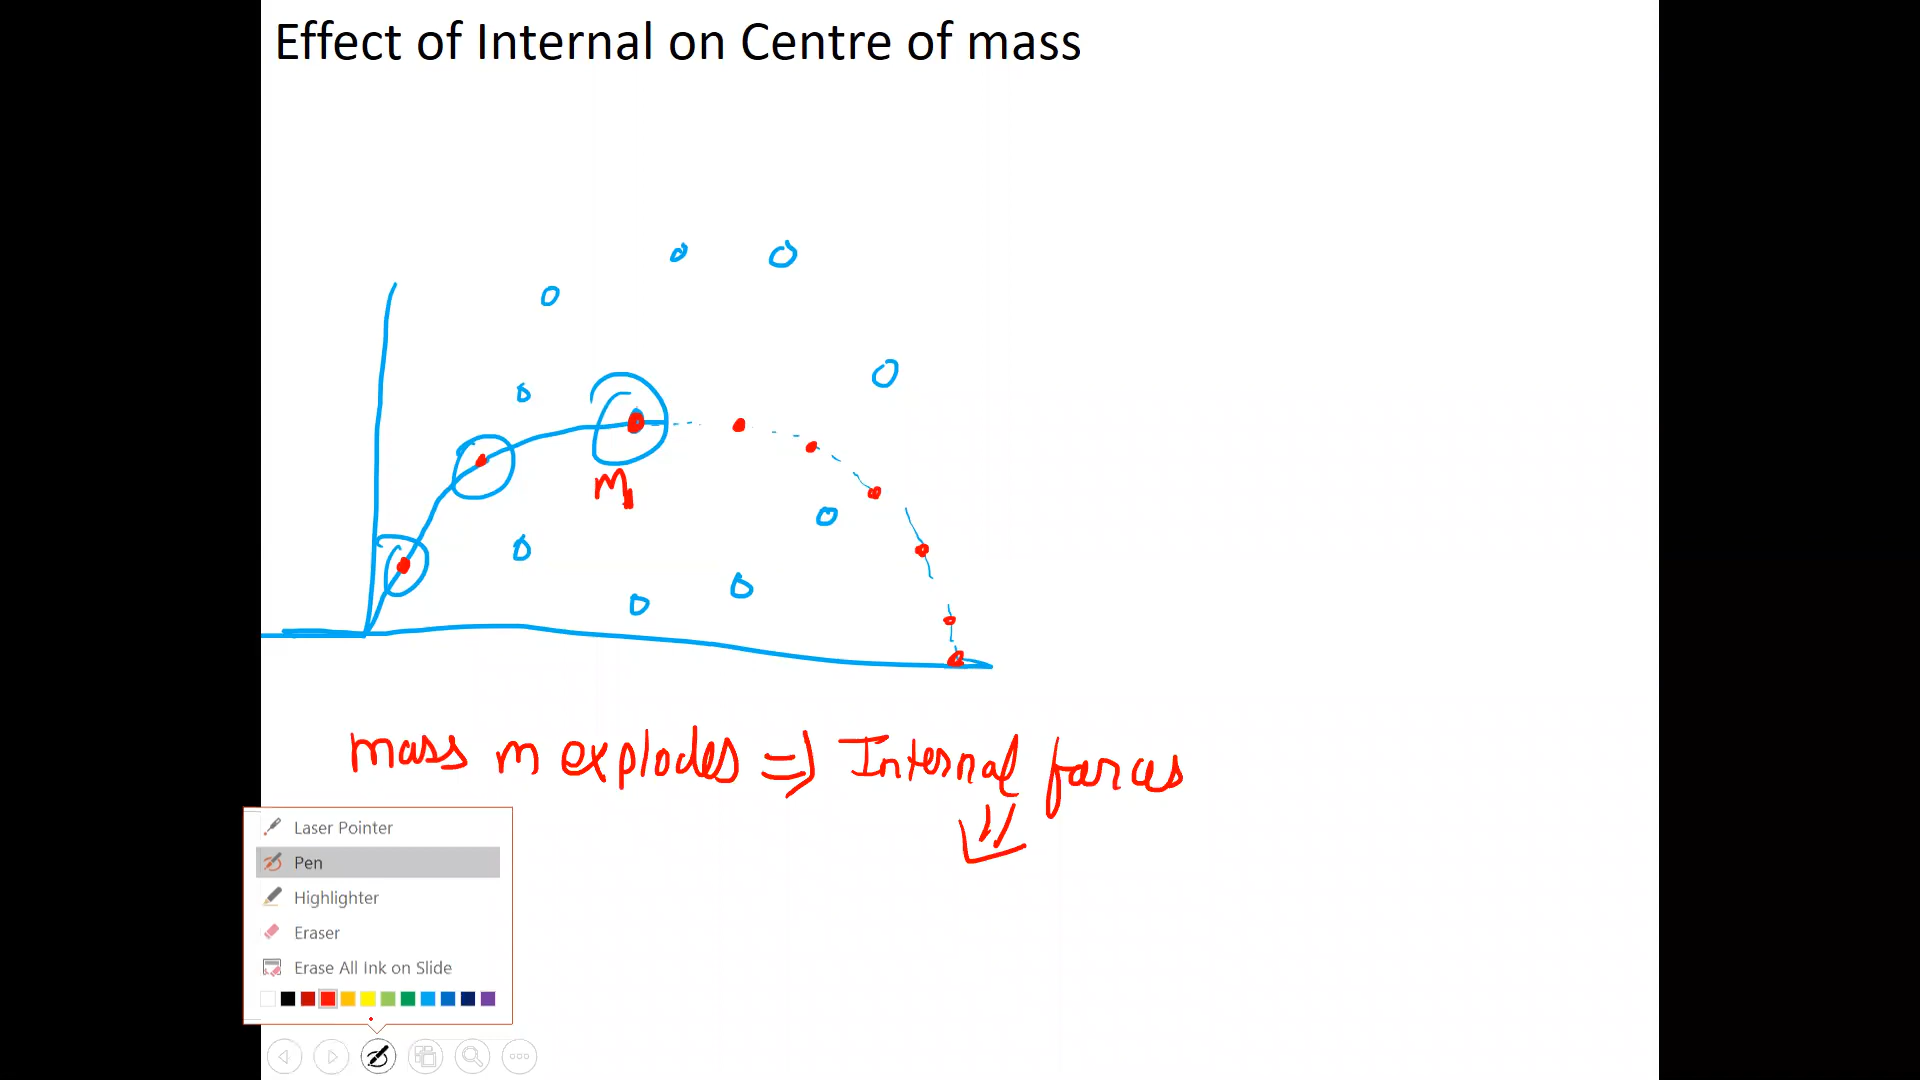 Effect of Internal on Centre of mass
m
mass m explodes => Internal forces
Laser Pointer
Pen
Highlighter
Eraser
Erase All Ink on Slide